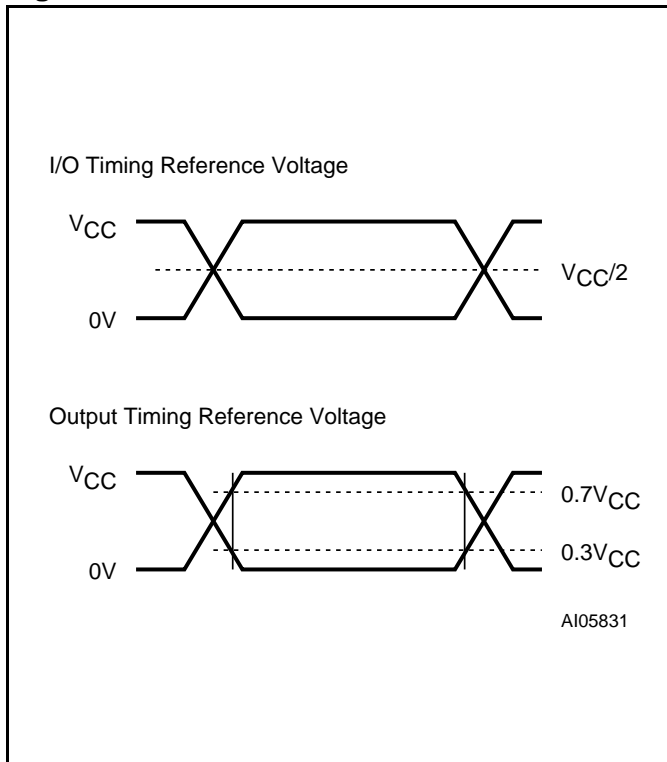 I/O Timing Reference Voltage
VCC
VCC/2
0V
Output Timing Reference Voltage
VCC
0.7VCC
0.3VCC
0V
AI05831